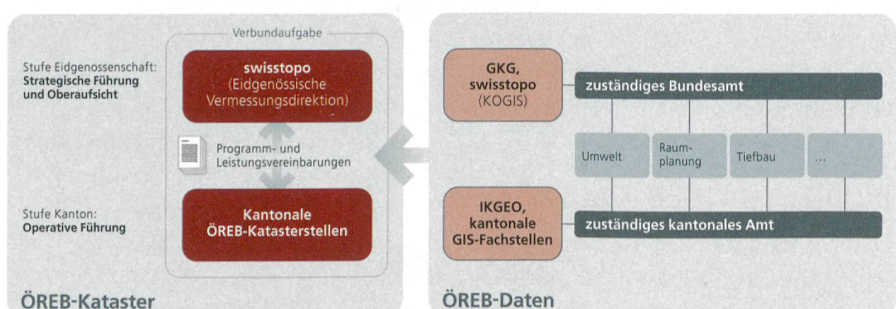 Verbundaufgabe
Stufe Eidgenossenschaft:
Strategische Führung
und Oberaufsicht
swisstopo
(Eidgenössische
Vermessungsdirektion)
Programm- und
Leistungsvereinbarungen
Stufe Kanton:
Operative Führung
Kantonale
ÖREB-Katasterstellen
ÖREB-Kataster
GKG,
swisstopo
(KOGIS)
zuständiges Bundesamt
Umwelt
Raum-
planung
Tiefbau
...
IKGEO,
kantonale
GIS-Fachstellen
zuständiges kantonales Amt
ÖREB-Daten